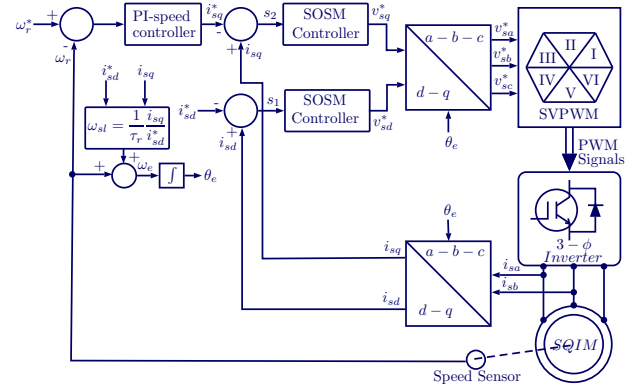 ω*r + - ωr
PI-speed
controller
i*sq - + isq
s2
SOSM
Controller
v*sq
a − b − c
d − q
θe
v*sa
v*sb
v*sc
II
III I
IV VI
V
SVPWM
PWM
Signals
i*sd isq
ωsl = 1/τr isq/i*sd
+ + ωe ∫ θe
i*sd - + isd
s1
SOSM
Controller
v*sd
θe
isq a − b − c
isd d − q
isa
isb
3 − ϕ
Inverter
SQIM
Speed Sensor